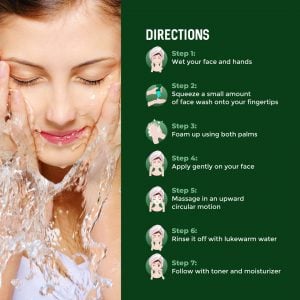 DIRECTIONS
Step 1:
Wet your face and hands
Step 2:
Squeeze a small amount
of face wash onto your fingertips
Step 3:
Foam up using both palms
Step 4:
Apply gently on your face
Step 5:
Massage in an upward
circular motion
Step 6:
Rinse it off with lukewarm water
Step 7:
Follow with toner and moisturizer